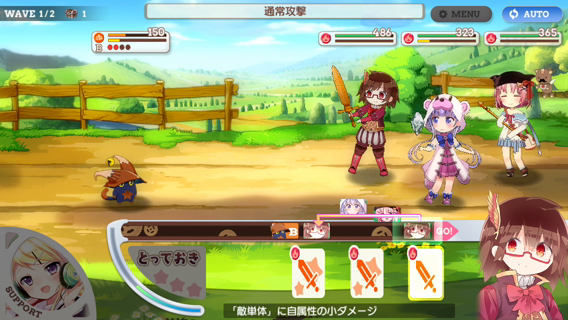 WAVE 1/2 1
通常攻撃
MENU
AUTO
150
B
486
323
365
B
GO!
とっておき
SUPPORT
「敵単体」に自属性の小ダメージ